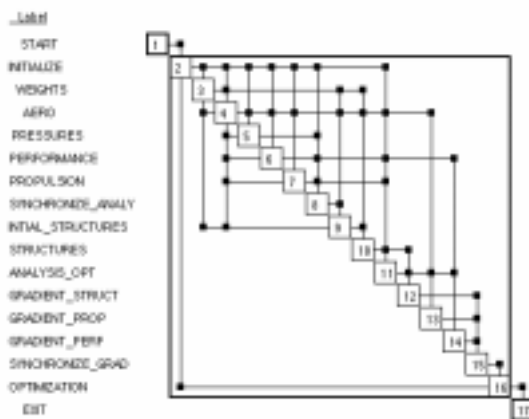 Label
START 1
INITIALIZE 2
WEIGHTS 3
AERO 4
PRESSURES 5
PERFORMANCE 6
PROPULSION 7
SYNCHRONIZE_ANALY 8
INTIAL_STRUCTURES 9
STRUCTURES 10
ANALYSIS_OPT 11
GRADIENT_STRUCT 12
GRADIENT_PROP 13
GRADIENT_PERF 14
SYNCHRONIZE_GRAD 15
OPTIMIZATION 16
EXIT 17